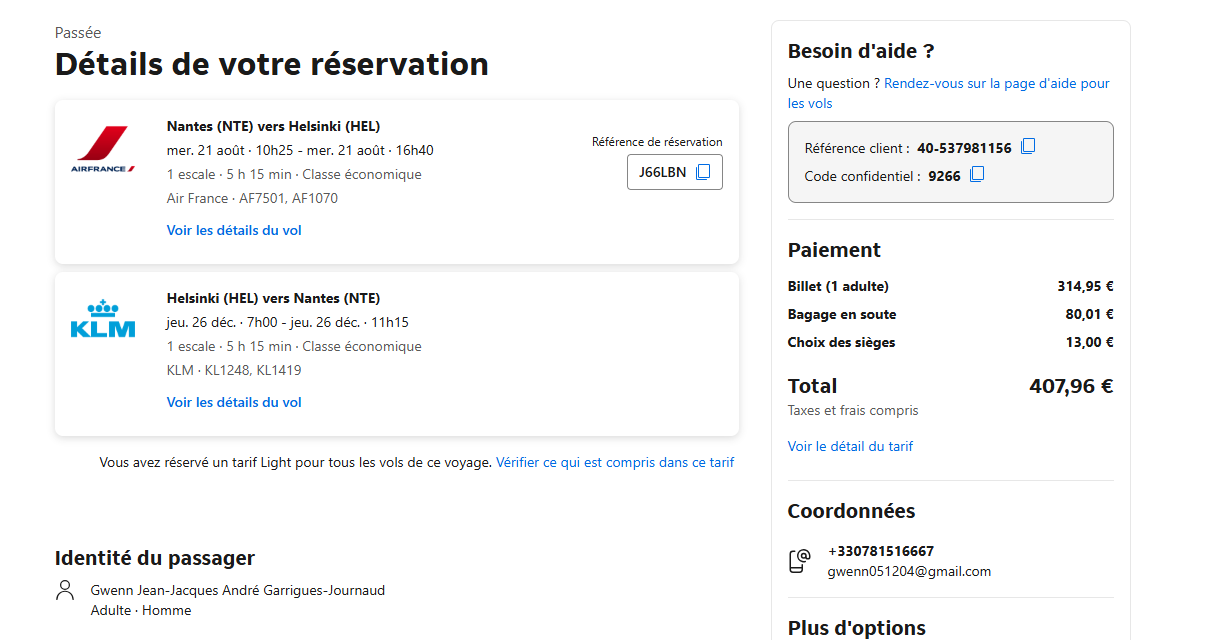 Passée
Détails de votre réservation
AIRFRANCE
Nantes (NTE) vers Helsinki (HEL)
mer. 21 août · 10h25 - mer. 21 août · 16h40
1 escale · 5 h 15 min · Classe économique
Air France · AF7501, AF1070
Voir les détails du vol
Référence de réservation
J66LBN
KLM
Helsinki (HEL) vers Nantes (NTE)
jeu. 26 déc. · 7h00 - jeu. 26 déc. · 11h15
1 escale · 5 h 15 min · Classe économique
KLM · KL1248, KL1419
Voir les détails du vol
Vous avez réservé un tarif Light pour tous les vols de ce voyage. Vérifier ce qui est compris dans ce tarif
Identité du passager
Gwenn Jean-Jacques André Garrigues-Journaud
Adulte · Homme
Besoin d'aide ?
Une question ? Rendez-vous sur la page d'aide pour
les vols
Référence client : 40-537981156
Code confidentiel : 9266
Paiement
Billet (1 adulte) 314,95 €
Bagage en soute 80,01 €
Choix des sièges 13,00 €
Total 407,96 €
Taxes et frais compris
Voir le détail du tarif
Coordonnées
+330781516667
gwenn051204@gmail.com
Plus d'options